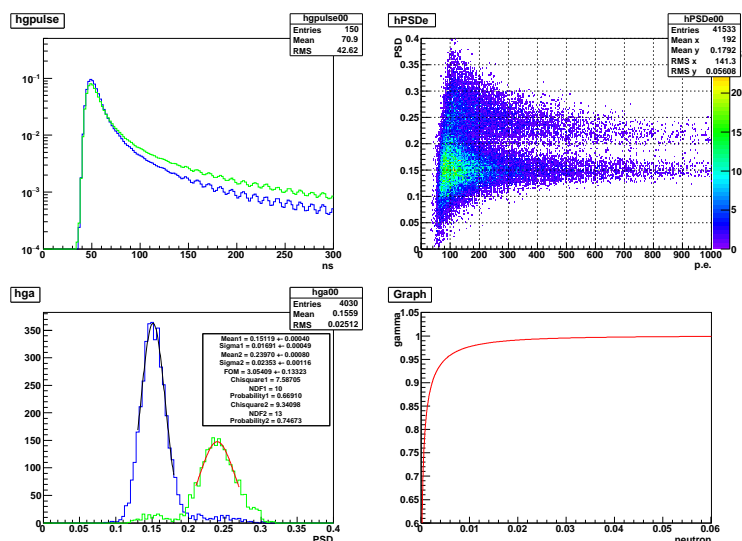 hgpulse
hgpulse00
Entries 150
Mean 70.9
RMS 42.62
10⁻¹
10⁻²
10⁻³
10⁻⁴
0 50 100 150 200 250 300
ns
hPSDe
hPSDe00
Entries 41533
Mean x 192
Mean y 0.1792
RMS x 141.3
RMS y 0.05608
PSD
0.4
0.35
0.3
0.25
0.2
0.15
0.1
0.05
0
0 100 200 300 400 500 600 700 800 900 1000
p.e.
20
15
10
5
0
hga
hga00
Entries 4030
Mean 0.1559
RMS 0.02512
Mean1 = 0.15119 +- 0.00040
Sigma1 = 0.01691 +- 0.00049
Mean2 = 0.23970 +- 0.00080
Sigma2 = 0.02353 +- 0.00116
FOM = 3.05409 +- 0.13323
Chisquare1 = 7.58705
NDF1 = 10
Probability1 = 0.66910
Chisquare2 = 9.34098
NDF2 = 13
Probability2 = 0.74673
350
300
250
200
150
100
50
0
0 0.05 0.1 0.15 0.2 0.25 0.3 0.35 0.4
PSD
Graph
gamma
1.05
1
0.95
0.9
0.85
0.8
0.75
0.7
0.65
0.6
0 0.01 0.02 0.03 0.04 0.05 0.06
neutron